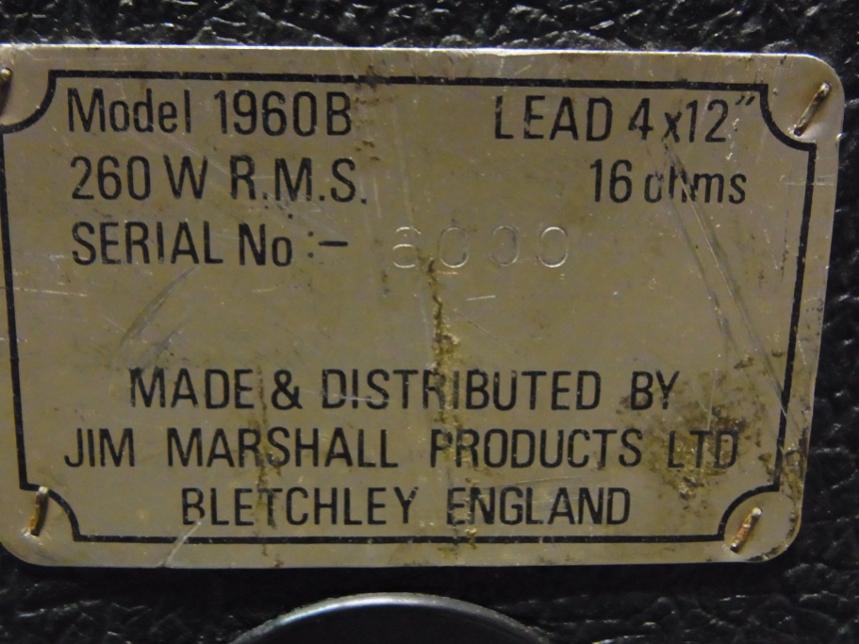 Model 1960B LEAD 4x12"
260 W R.M.S. 16 ohms
SERIAL No :-
MADE & DISTRIBUTED BY
JIM MARSHALL PRODUCTS LTD
BLETCHLEY ENGLAND